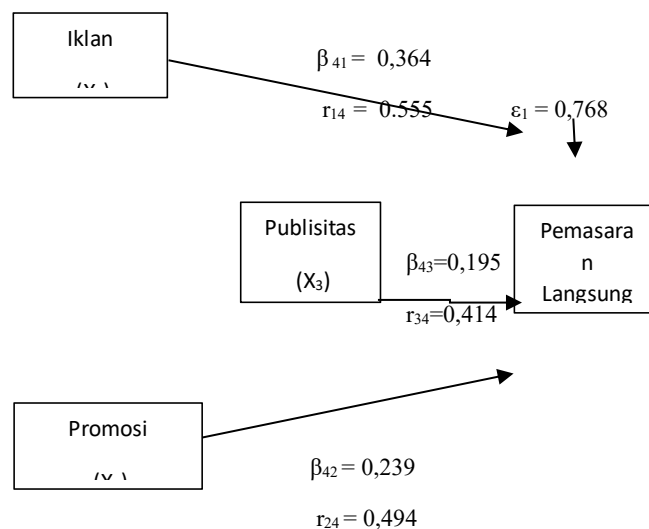 Iklan
β41 = 0,364
r14 = 0.555
ε1 = 0,768
Publisitas
(X3)
β43=0,195
r34=0,414
Pemasara
n
Langsung
Promosi
β42 = 0,239
r24 = 0,494